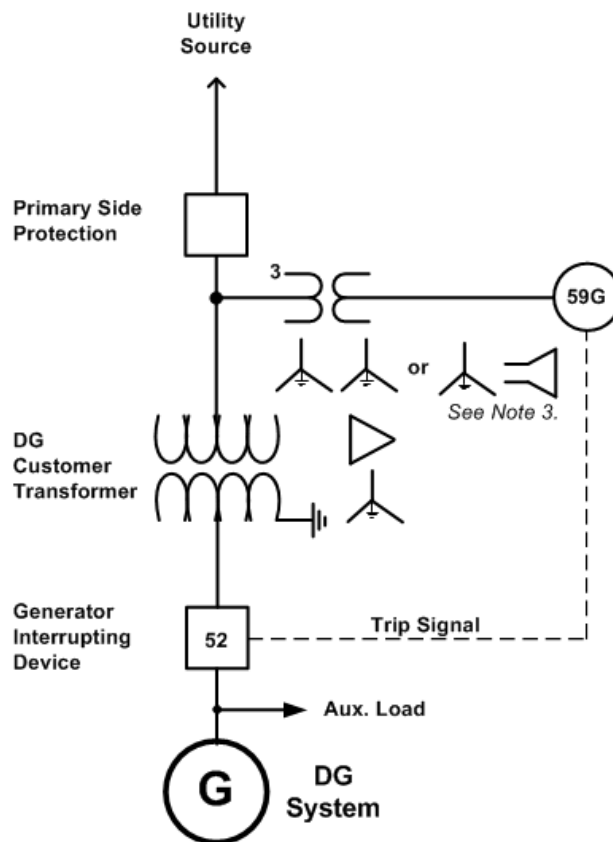 Utility
Source
Primary Side
Protection
3
59G
or
See Note 3.
DG
Customer
Transformer
Generator
Interrupting
Device
52
Trip Signal
Aux. Load
G
DG
System